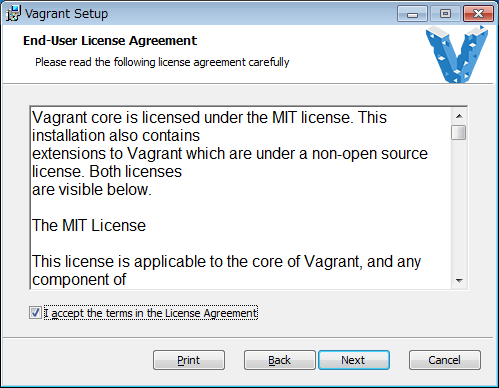 Vagrant Setup
End-User License Agreement
Please read the following license agreement carefully
Vagrant core is licensed under the MIT license. This
installation also contains
extensions to Vagrant which are under a non-open source
license. Both licenses
are visible below.
The MIT License
This license is applicable to the core of Vagrant, and any
component of
I accept the terms in the License Agreement
Print
Back
Next
Cancel